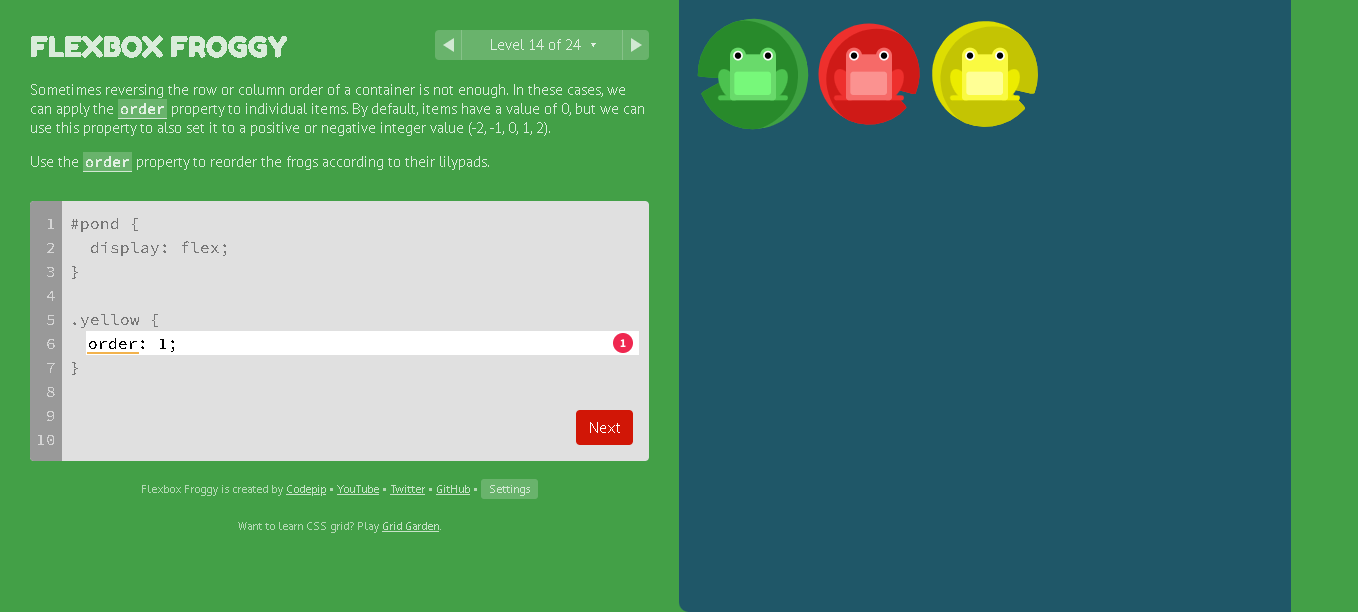 FLEXBOX FROGGY
Level 14 of 24 ▾
Sometimes reversing the row or column order of a container is not enough. In these cases, we
can apply the order property to individual items. By default, items have a value of 0, but we can
use this property to also set it to a positive or negative integer value (-2, -1, 0, 1, 2).
Use the order property to reorder the frogs according to their lilypads.
1 #pond {
2   display: flex;
3 }
4
5 .yellow {
6   order: 1; 1
7 }
8
9
10
Next
Flexbox Froggy is created by Codepip • YouTube • Twitter • GitHub • Settings
Want to learn CSS grid? Play Grid Garden.